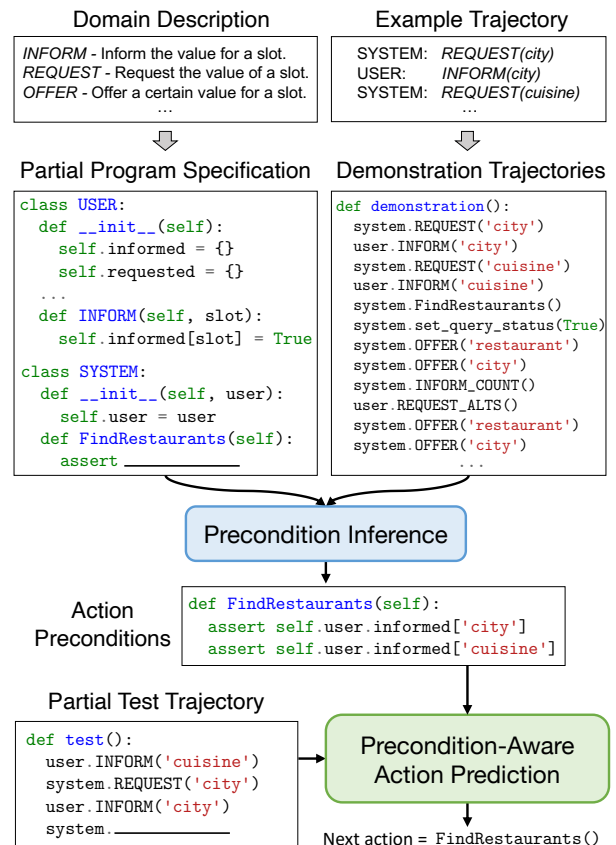 Domain Description
INFORM - Inform the value for a slot.
REQUEST - Request the value of a slot.
OFFER - Offer a certain value for a slot.
...
Example Trajectory
SYSTEM: REQUEST(city)
USER: INFORM(city)
SYSTEM: REQUEST(cuisine)
...
Partial Program Specification
class USER:
  def __init__(self):
    self.informed = {}
    self.requested = {}
  ...
  def INFORM(self, slot):
    self.informed[slot] = True
class SYSTEM:
  def __init__(self, user):
    self.user = user
  def FindRestaurants(self):
    assert ___________
Demonstration Trajectories
def demonstration():
  system.REQUEST('city')
  user.INFORM('city')
  system.REQUEST('cuisine')
  user.INFORM('cuisine')
  system.FindRestaurants()
  system.set_query_status(True)
  system.OFFER('restaurant')
  system.OFFER('city')
  system.INFORM_COUNT()
  user.REQUEST_ALTS()
  system.OFFER('restaurant')
  system.OFFER('city')
  ...
Precondition Inference
Action
Preconditions
def FindRestaurants(self):
  assert self.user.informed['city']
  assert self.user.informed['cuisine']
Partial Test Trajectory
def test():
  user.INFORM('cuisine')
  system.REQUEST('city')
  user.INFORM('city')
  system.___________
Precondition-Aware
Action Prediction
Next action = FindRestaurants()